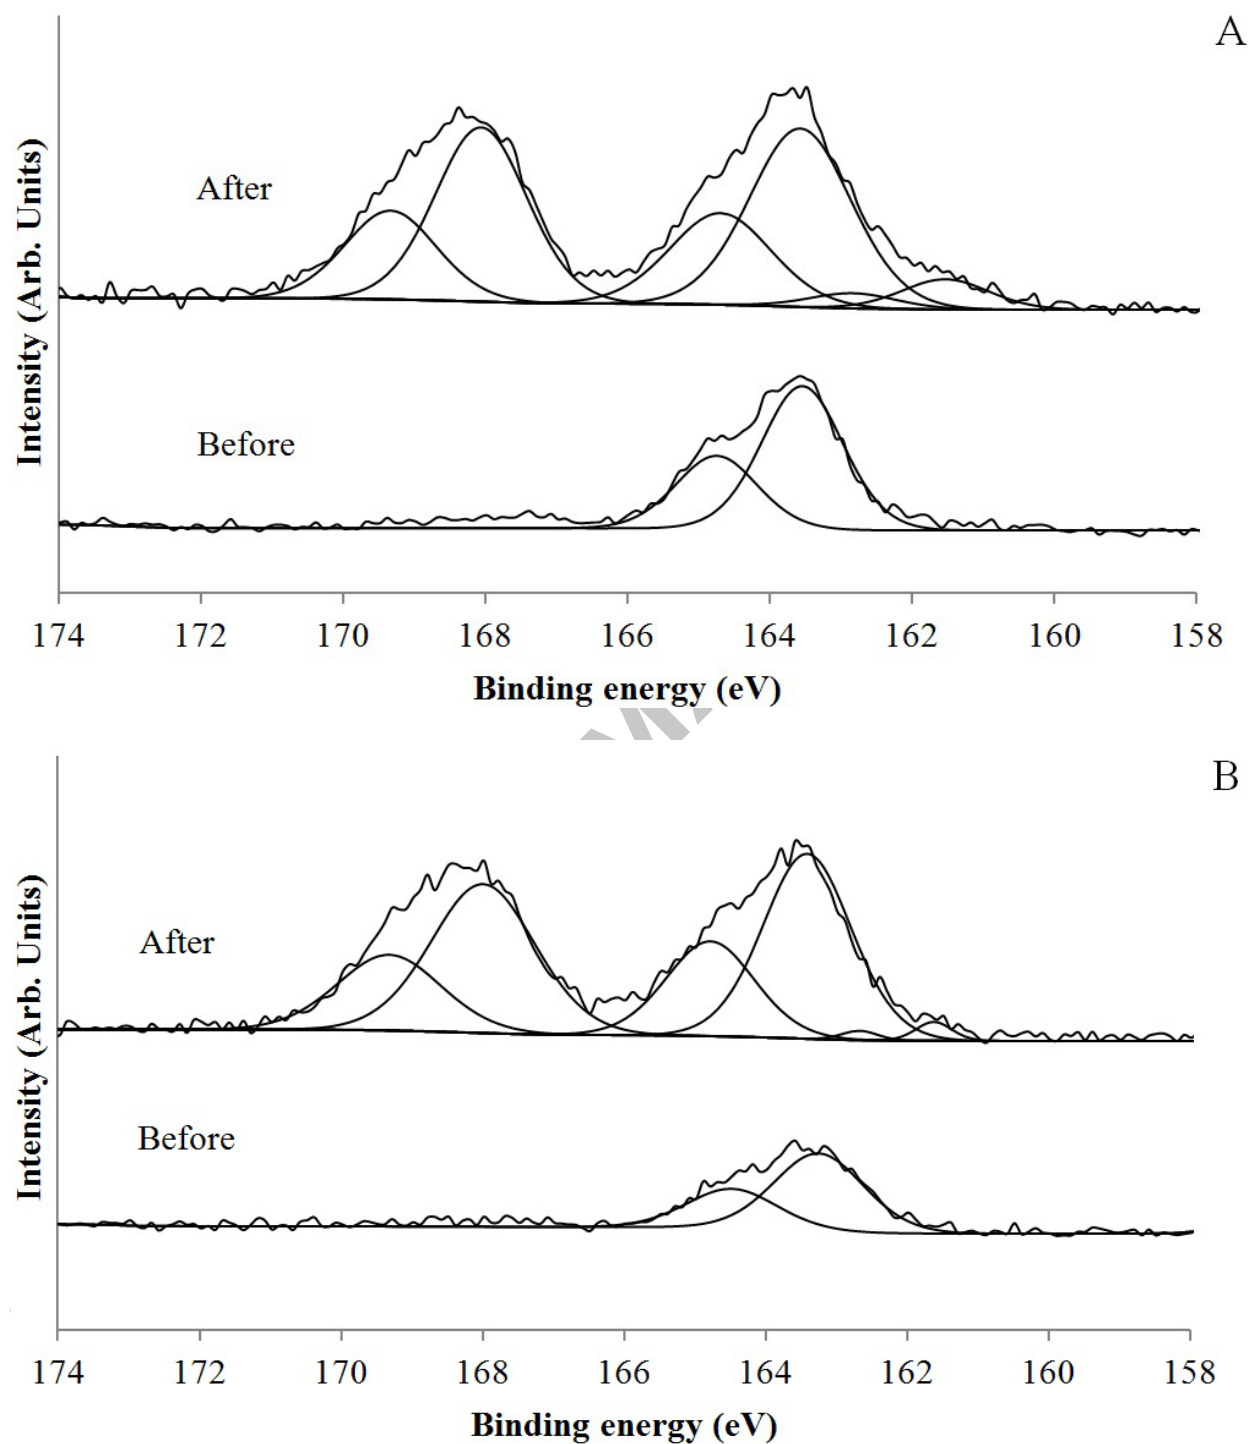 A
After
Before
Intensity (Arb. Units)
174 172 170 168 166 164 162 160 158
Binding energy (eV)
B
After
Before
Intensity (Arb. Units)
174 172 170 168 166 164 162 160 158
Binding energy (eV)